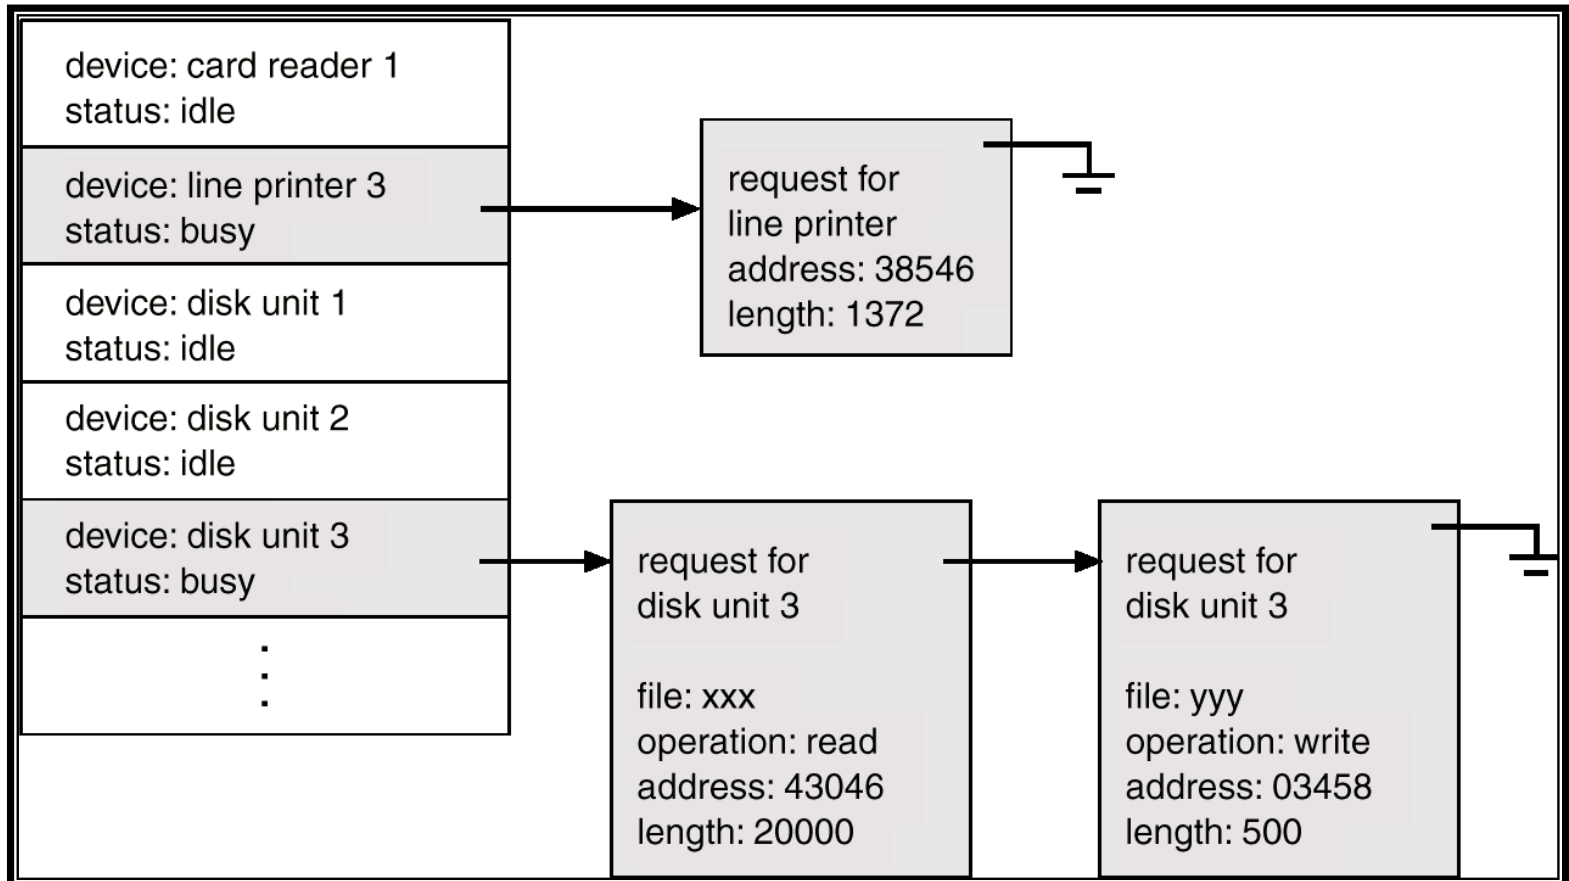 device: card reader 1
status: idle
device: line printer 3
status: busy
device: disk unit 1
status: idle
device: disk unit 2
status: idle
device: disk unit 3
status: busy
request for
line printer
address: 38546
length: 1372
request for
disk unit 3
file: xxx
operation: read
address: 43046
length: 20000
request for
disk unit 3
file: yyy
operation: write
address: 03458
length: 500